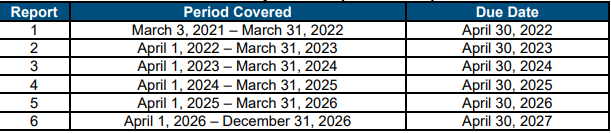 Report Period Covered Due Date
1 March 3, 2021 – March 31, 2022 April 30, 2022
2 April 1, 2022 – March 31, 2023 April 30, 2023
3 April 1, 2023 – March 31, 2024 April 30, 2024
4 April 1, 2024 – March 31, 2025 April 30, 2025
5 April 1, 2025 – March 31, 2026 April 30, 2026
6 April 1, 2026 – December 31, 2026 April 30, 2027